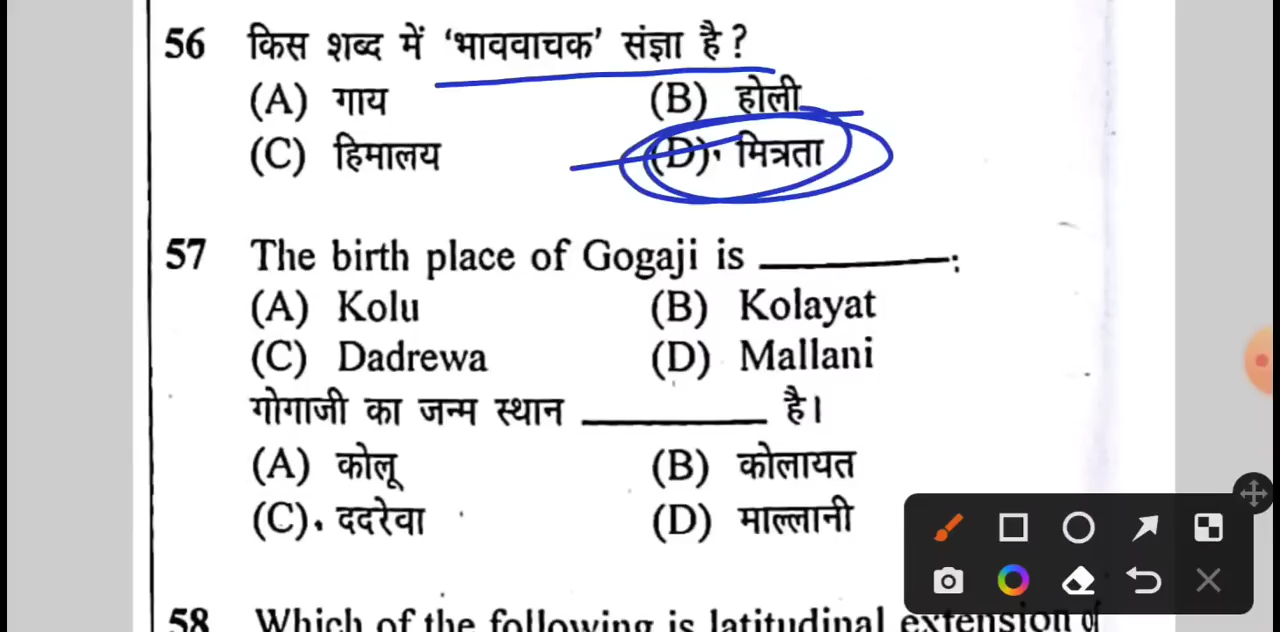 56 किस शब्द में ‘भाववाचक’ संज्ञा है?
(A) गाय (B) होली
(C) हिमालय (D) मित्रता
57 The birth place of Gogaji is ________:
(A) Kolu (B) Kolayat
(C) Dadrewa (D) Mallani
गोगाजी का जन्म स्थान ________ है।
(A) कोलू (B) कोलायत
(C) ददरेवा (D) माल्लानी
58 Which of the following is latitudinal extension of